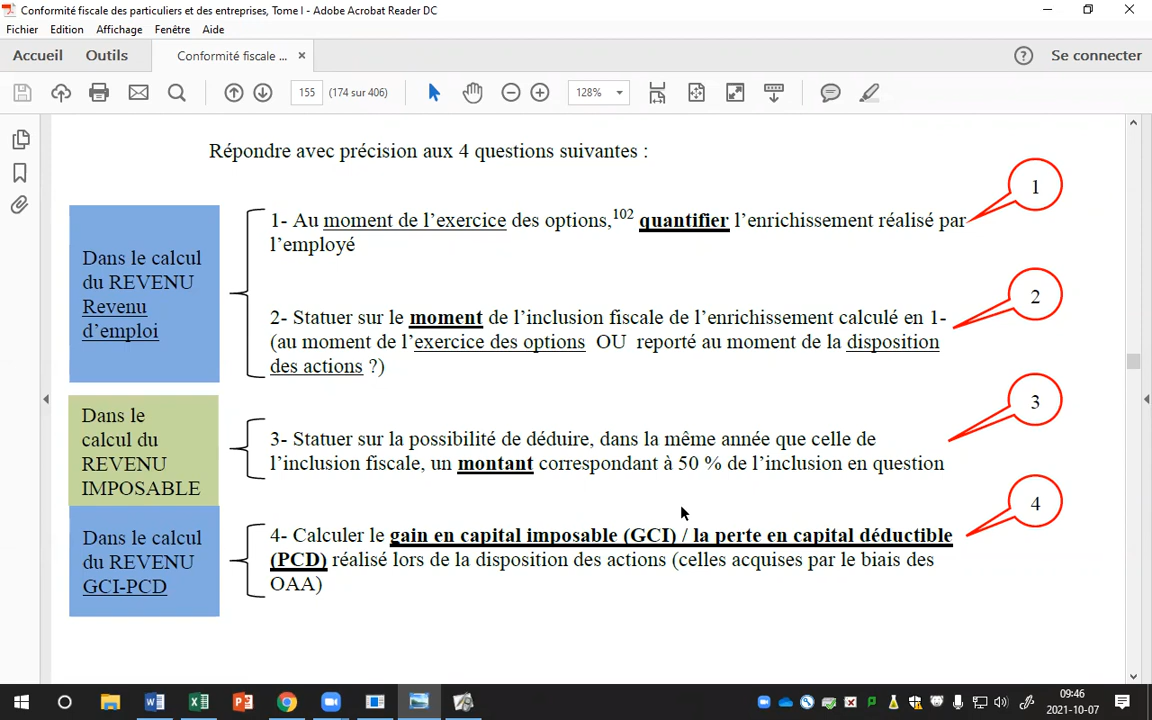 Conformité fiscale des particuliers et des entreprises, Tome I - Adobe Acrobat Reader DC
Fichier Edition Affichage Fenêtre Aide
Accueil Outils Conformité fiscale ... × Se connecter
155 (174 sur 406) 128%
Répondre avec précision aux 4 questions suivantes :
1
1- Au moment de l’exercice des options,102 quantifier l’enrichissement réalisé par
l’employé
Dans le calcul
du REVENU
Revenu
d’emploi
2
2- Statuer sur le moment de l’inclusion fiscale de l’enrichissement calculé en 1-
(au moment de l’exercice des options OU reporté au moment de la disposition
des actions ?)
Dans le
calcul du
REVENU
IMPOSABLE
3
3- Statuer sur la possibilité de déduire, dans la même année que celle de
l’inclusion fiscale, un montant correspondant à 50 % de l’inclusion en question
Dans le calcul
du REVENU
GCI-PCD
4
4- Calculer le gain en capital imposable (GCI) / la perte en capital déductible
(PCD) réalisé lors de la disposition des actions (celles acquises par le biais des
OAA)
09:46
2021-10-07